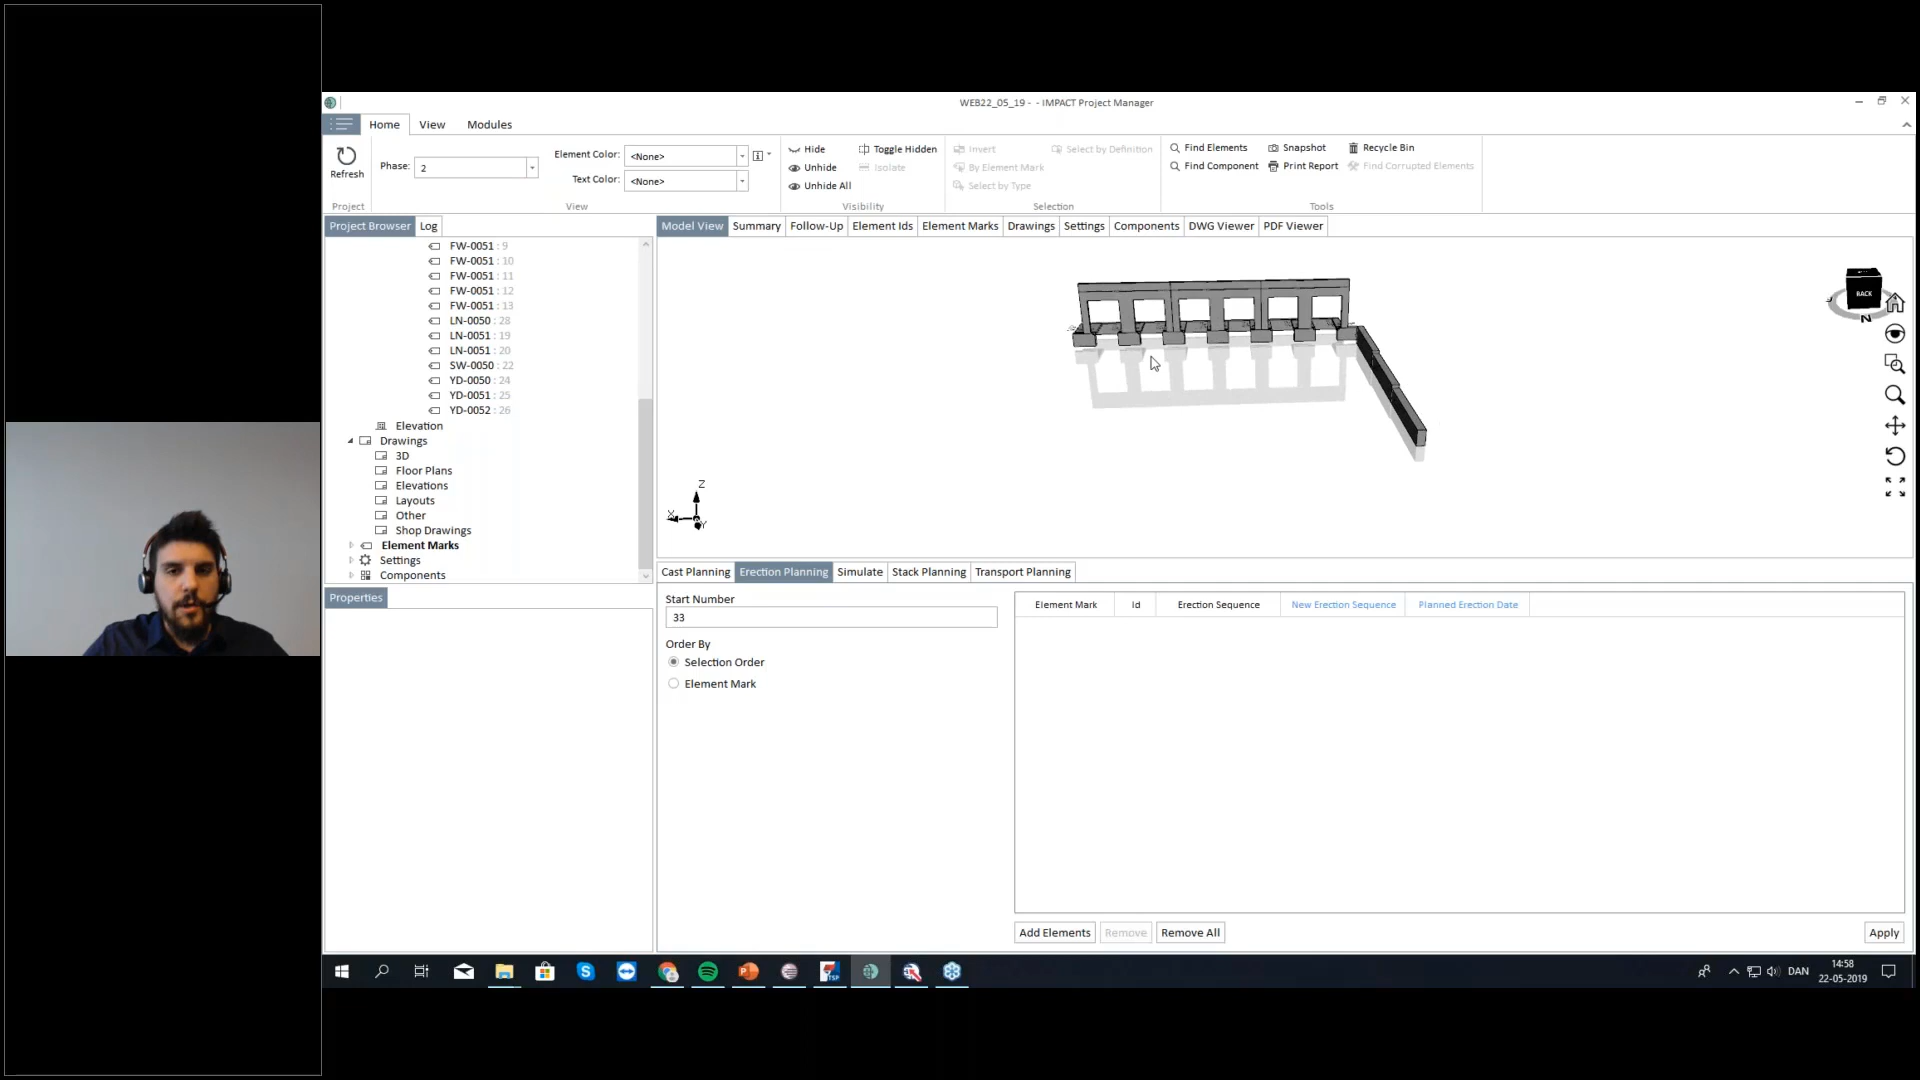 WEB22_05_19 - - IMPACT Project Manager
Home View Modules
Refresh
Phase: 2
Element Color: <None>
Text Color: <None>
Hide Toggle Hidden
Unhide Isolate
Unhide All
Invert Select by Definition
By Element Mark
Select by Type
Find Elements Snapshot Recycle Bin
Find Component Print Report Find Corrupted Elements
Project View Visibility Selection Tools
Project Browser Log
Model View Summary Follow-Up Element Ids Element Marks Drawings Settings Components DWG Viewer PDF Viewer
FW-0051 : 9
FW-0051 : 10
FW-0051 : 11
FW-0051 : 12
FW-0051 : 13
LN-0050 : 28
LN-0051 : 19
LN-0051 : 20
SW-0050 : 22
YD-0050 : 24
YD-0051 : 25
YD-0052 : 26
Elevation
Drawings
3D
Floor Plans
Elevations
Layouts
Other
Shop Drawings
Element Marks
Settings
Components
BACK
N
Z
X
Y
Properties
Cast Planning Erection Planning Simulate Stack Planning Transport Planning
Start Number
33
Order By
Selection Order
Element Mark
Element Mark Id Erection Sequence New Erection Sequence Planned Erection Date
Add Elements Remove Remove All Apply
DAN
14:58
22-05-2019